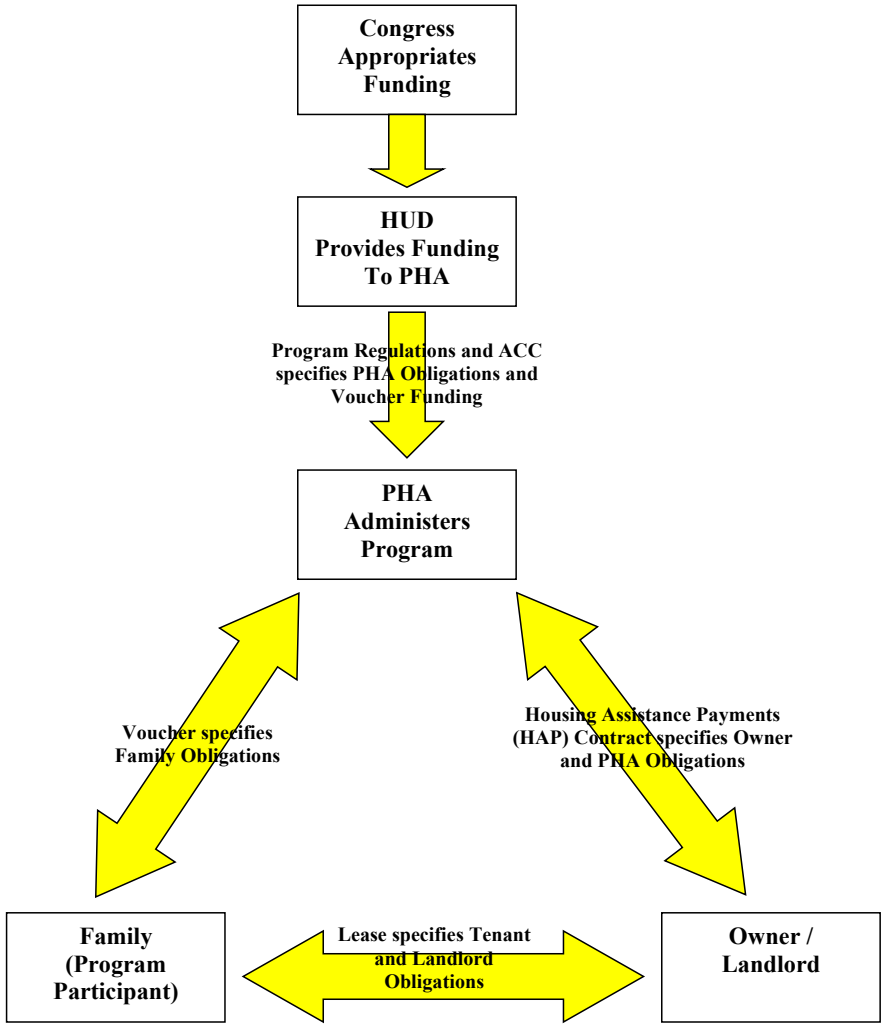 Congress
Appropriates
Funding
HUD
Provides Funding
To PHA
Program Regulations and ACC
specifies PHA Obligations and
Voucher Funding
PHA
Administers
Program
Voucher specifies
Family Obligations
Housing Assistance Payments
(HAP) Contract specifies Owner
and PHA Obligations
Family
(Program
Participant)
Lease specifies Tenant
and Landlord
Obligations
Owner /
Landlord